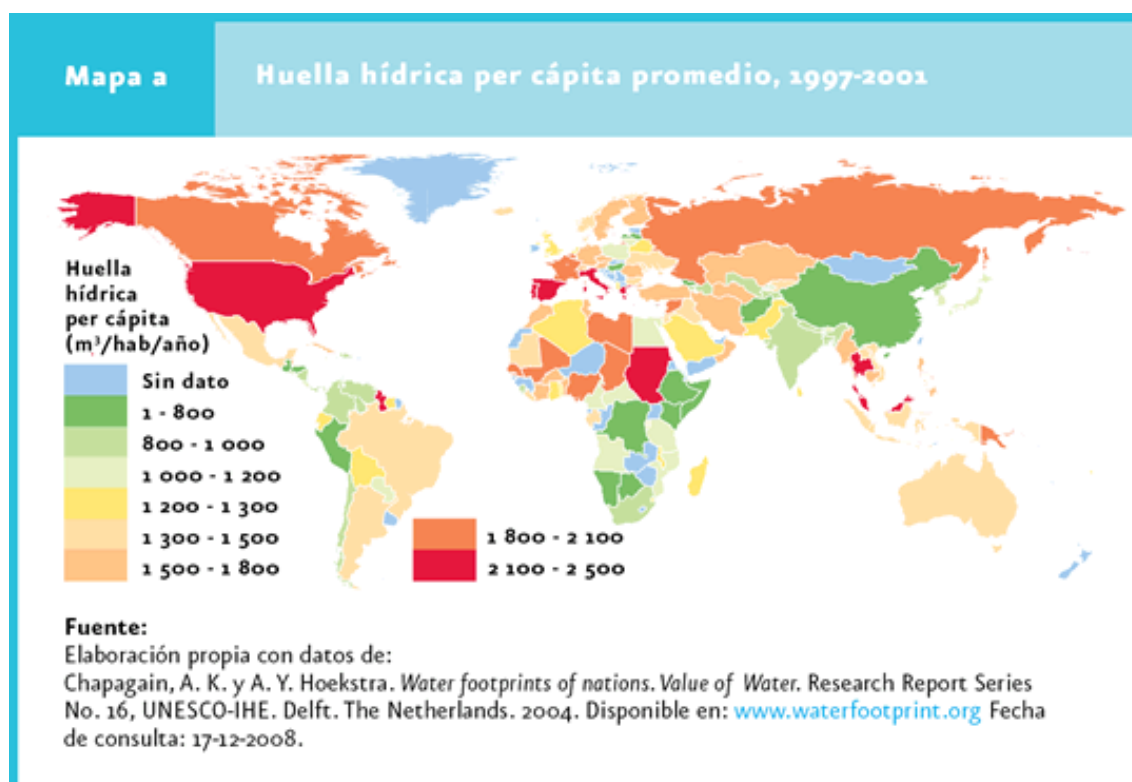 Mapa a
Huella hídrica per cápita promedio, 1997-2001
Huella
hídrica
per cápita
(m³/hab/año)
Sin dato
1 - 800
800 - 1 000
1 000 - 1 200
1 200 - 1 300
1 300 - 1 500
1 500 - 1 800
1 800 - 2 100
2 100 - 2 500
Fuente:
Elaboración propia con datos de:
Chapagain, A. K. y A. Y. Hoekstra. Water footprints of nations. Value of Water. Research Report Series
No. 16, UNESCO-IHE. Delft. The Netherlands. 2004. Disponible en: www.waterfootprint.org Fecha
de consulta: 17-12-2008.